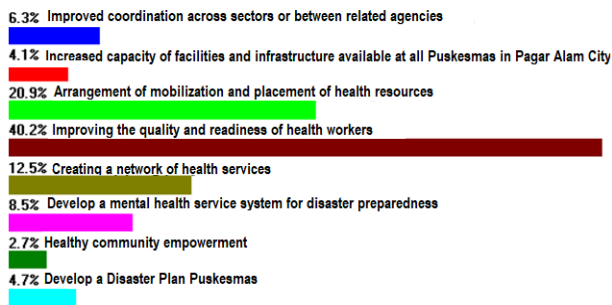 6.3% Improved coordination across sectors or between related agencies
4.1% Increased capacity of facilities and infrastructure available at all Puskesmas in Pagar Alam City
20.9% Arrangement of mobilization and placement of health resources
40.2% Improving the quality and readiness of health workers
12.5% Creating a network of health services
8.5% Develop a mental health service system for disaster preparedness
2.7% Healthy community empowerment
4.7% Develop a Disaster Plan Puskesmas